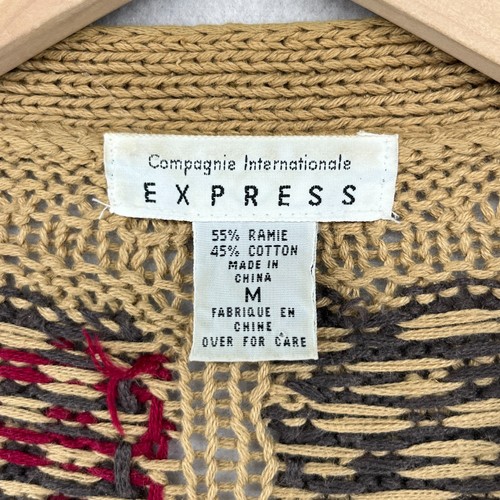 Compagnie Internationale
EXPRESS
55% RAMIE
45% COTTON
MADE IN
CHINA
M
FABRIQUE EN
CHINE
OVER FOR CARE